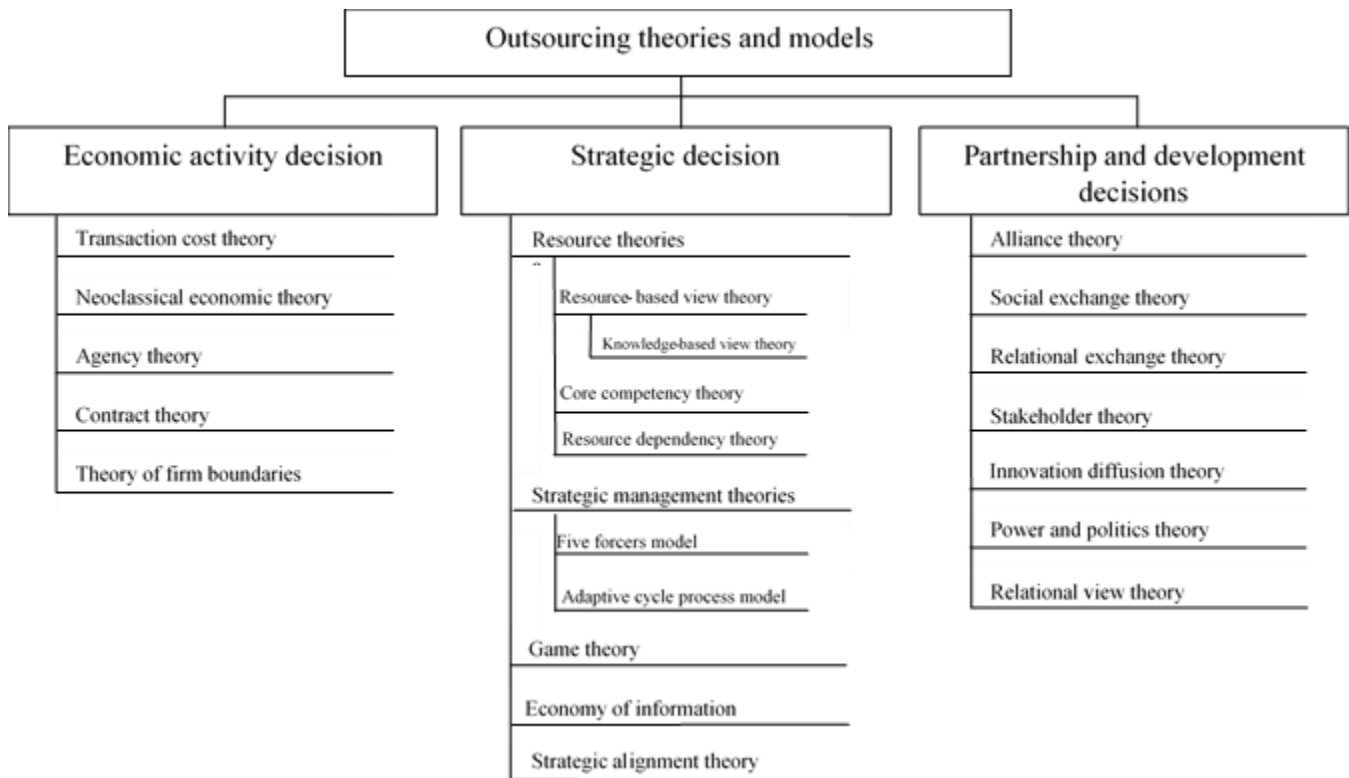 Outsourcing theories and models
Economic activity decision
Transaction cost theory
Neoclassical economic theory
Agency theory
Contract theory
Theory of firm boundaries
Strategic decision
Resource theories
Resource- based view theory
Knowledge-based view theory
Core competency theory
Resource dependency theory
Strategic management theories
Five forcers model
Adaptive cycle process model
Game theory
Economy of information
Strategic alignment theory
Partnership and development
decisions
Alliance theory
Social exchange theory
Relational exchange theory
Stakeholder theory
Innovation diffusion theory
Power and politics theory
Relational view theory